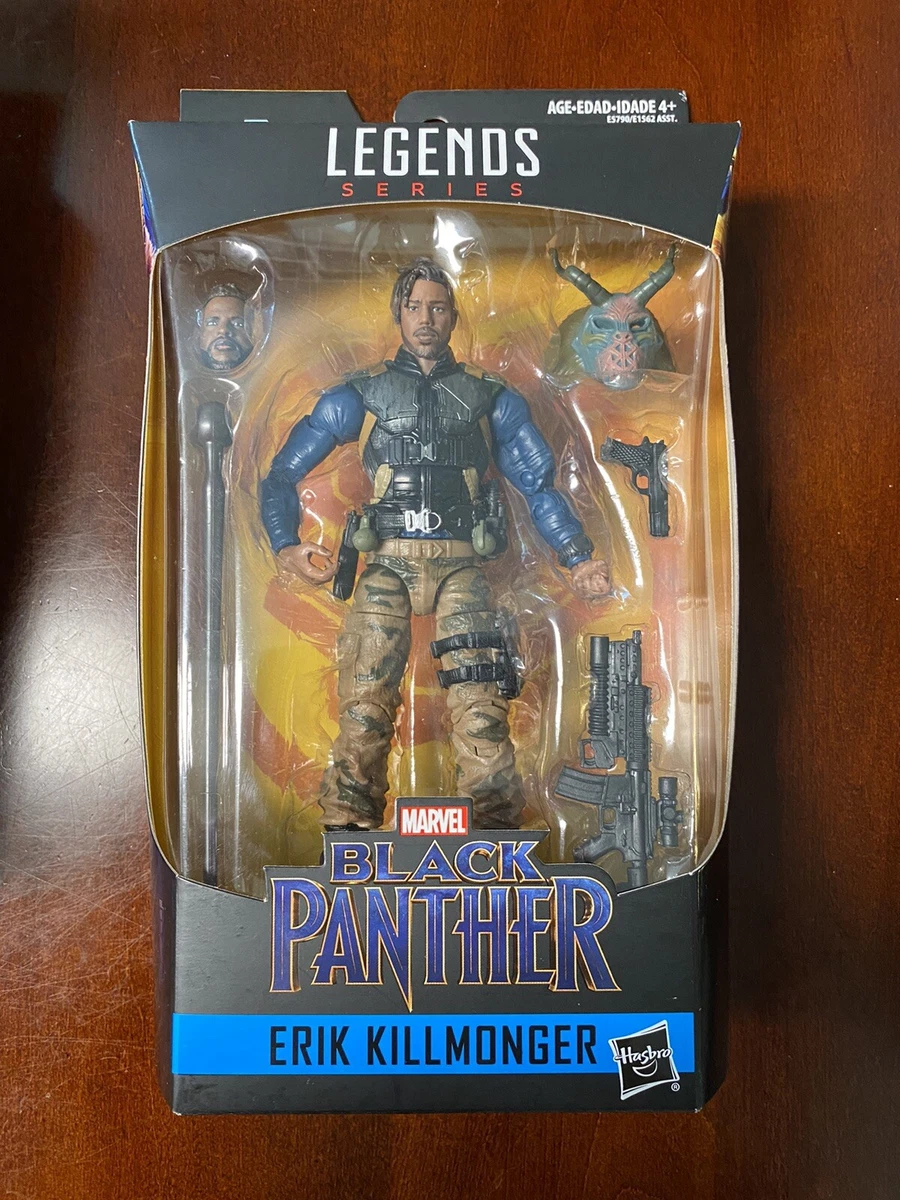 AGE•EDAD•IDADE 4+
E5790/E1562 ASST.
LEGENDS
SERIES
MARVEL
BLACK
PANTHER
ERIK KILLMONGER
Hasbro
®